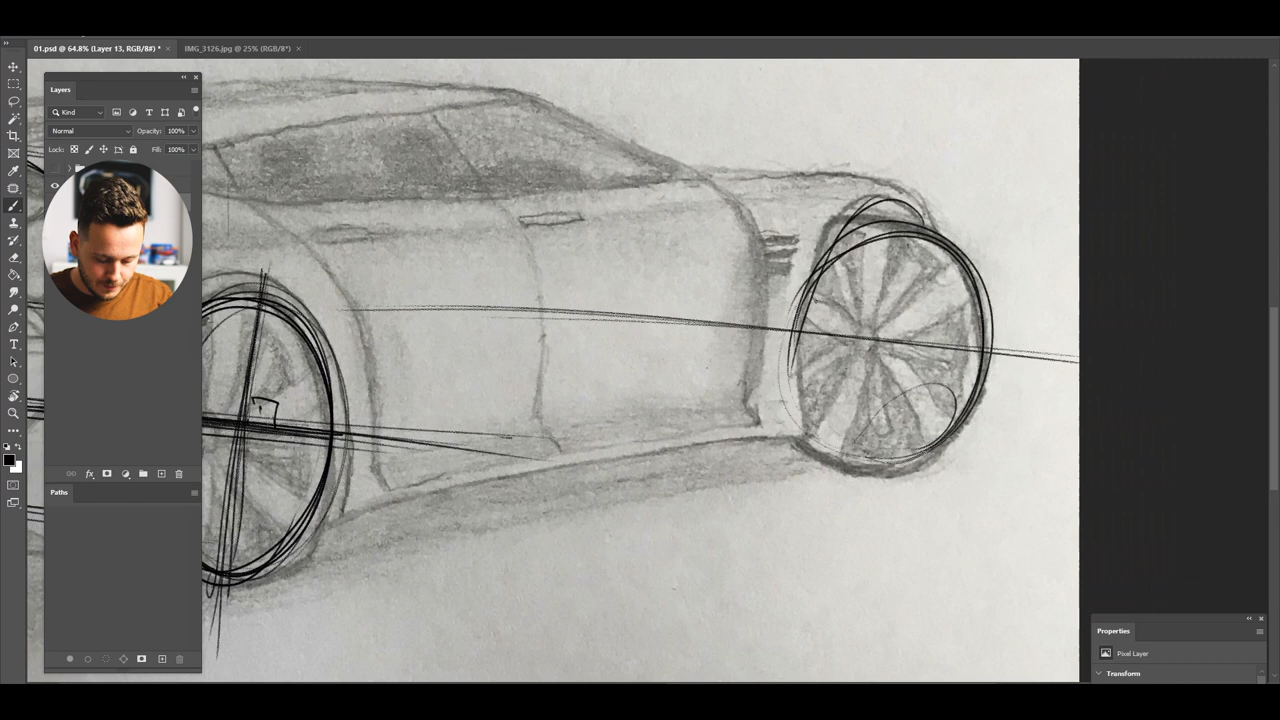 01.psd @ 64.8% (Layer 13, RGB/8#) *
IMG_3126.jpg @ 25% (RGB/8*)
Layers
Kind
Normal
Opacity: 100%
Lock:
Fill: 100%
Paths
Properties
Pixel Layer
Transform